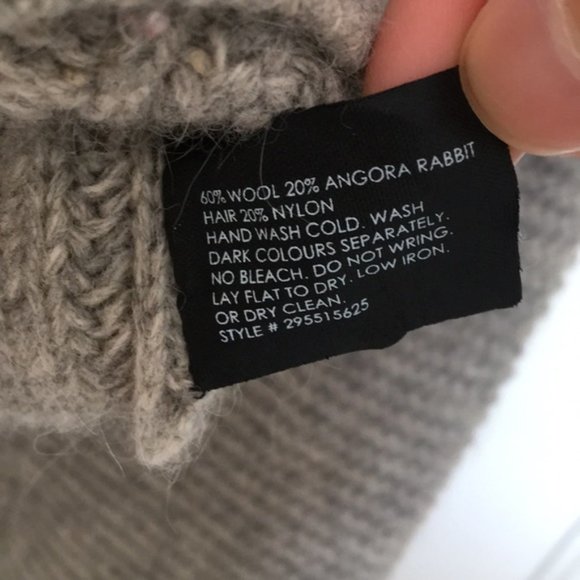 60% WOOL 20% ANGORA RABBIT
HAIR 20% NYLON
HAND WASH COLD. WASH
DARK COLOURS SEPARATELY.
NO BLEACH. DO NOT WRING.
LAY FLAT TO DRY. LOW IRON.
OR DRY CLEAN.
STYLE # 295515625